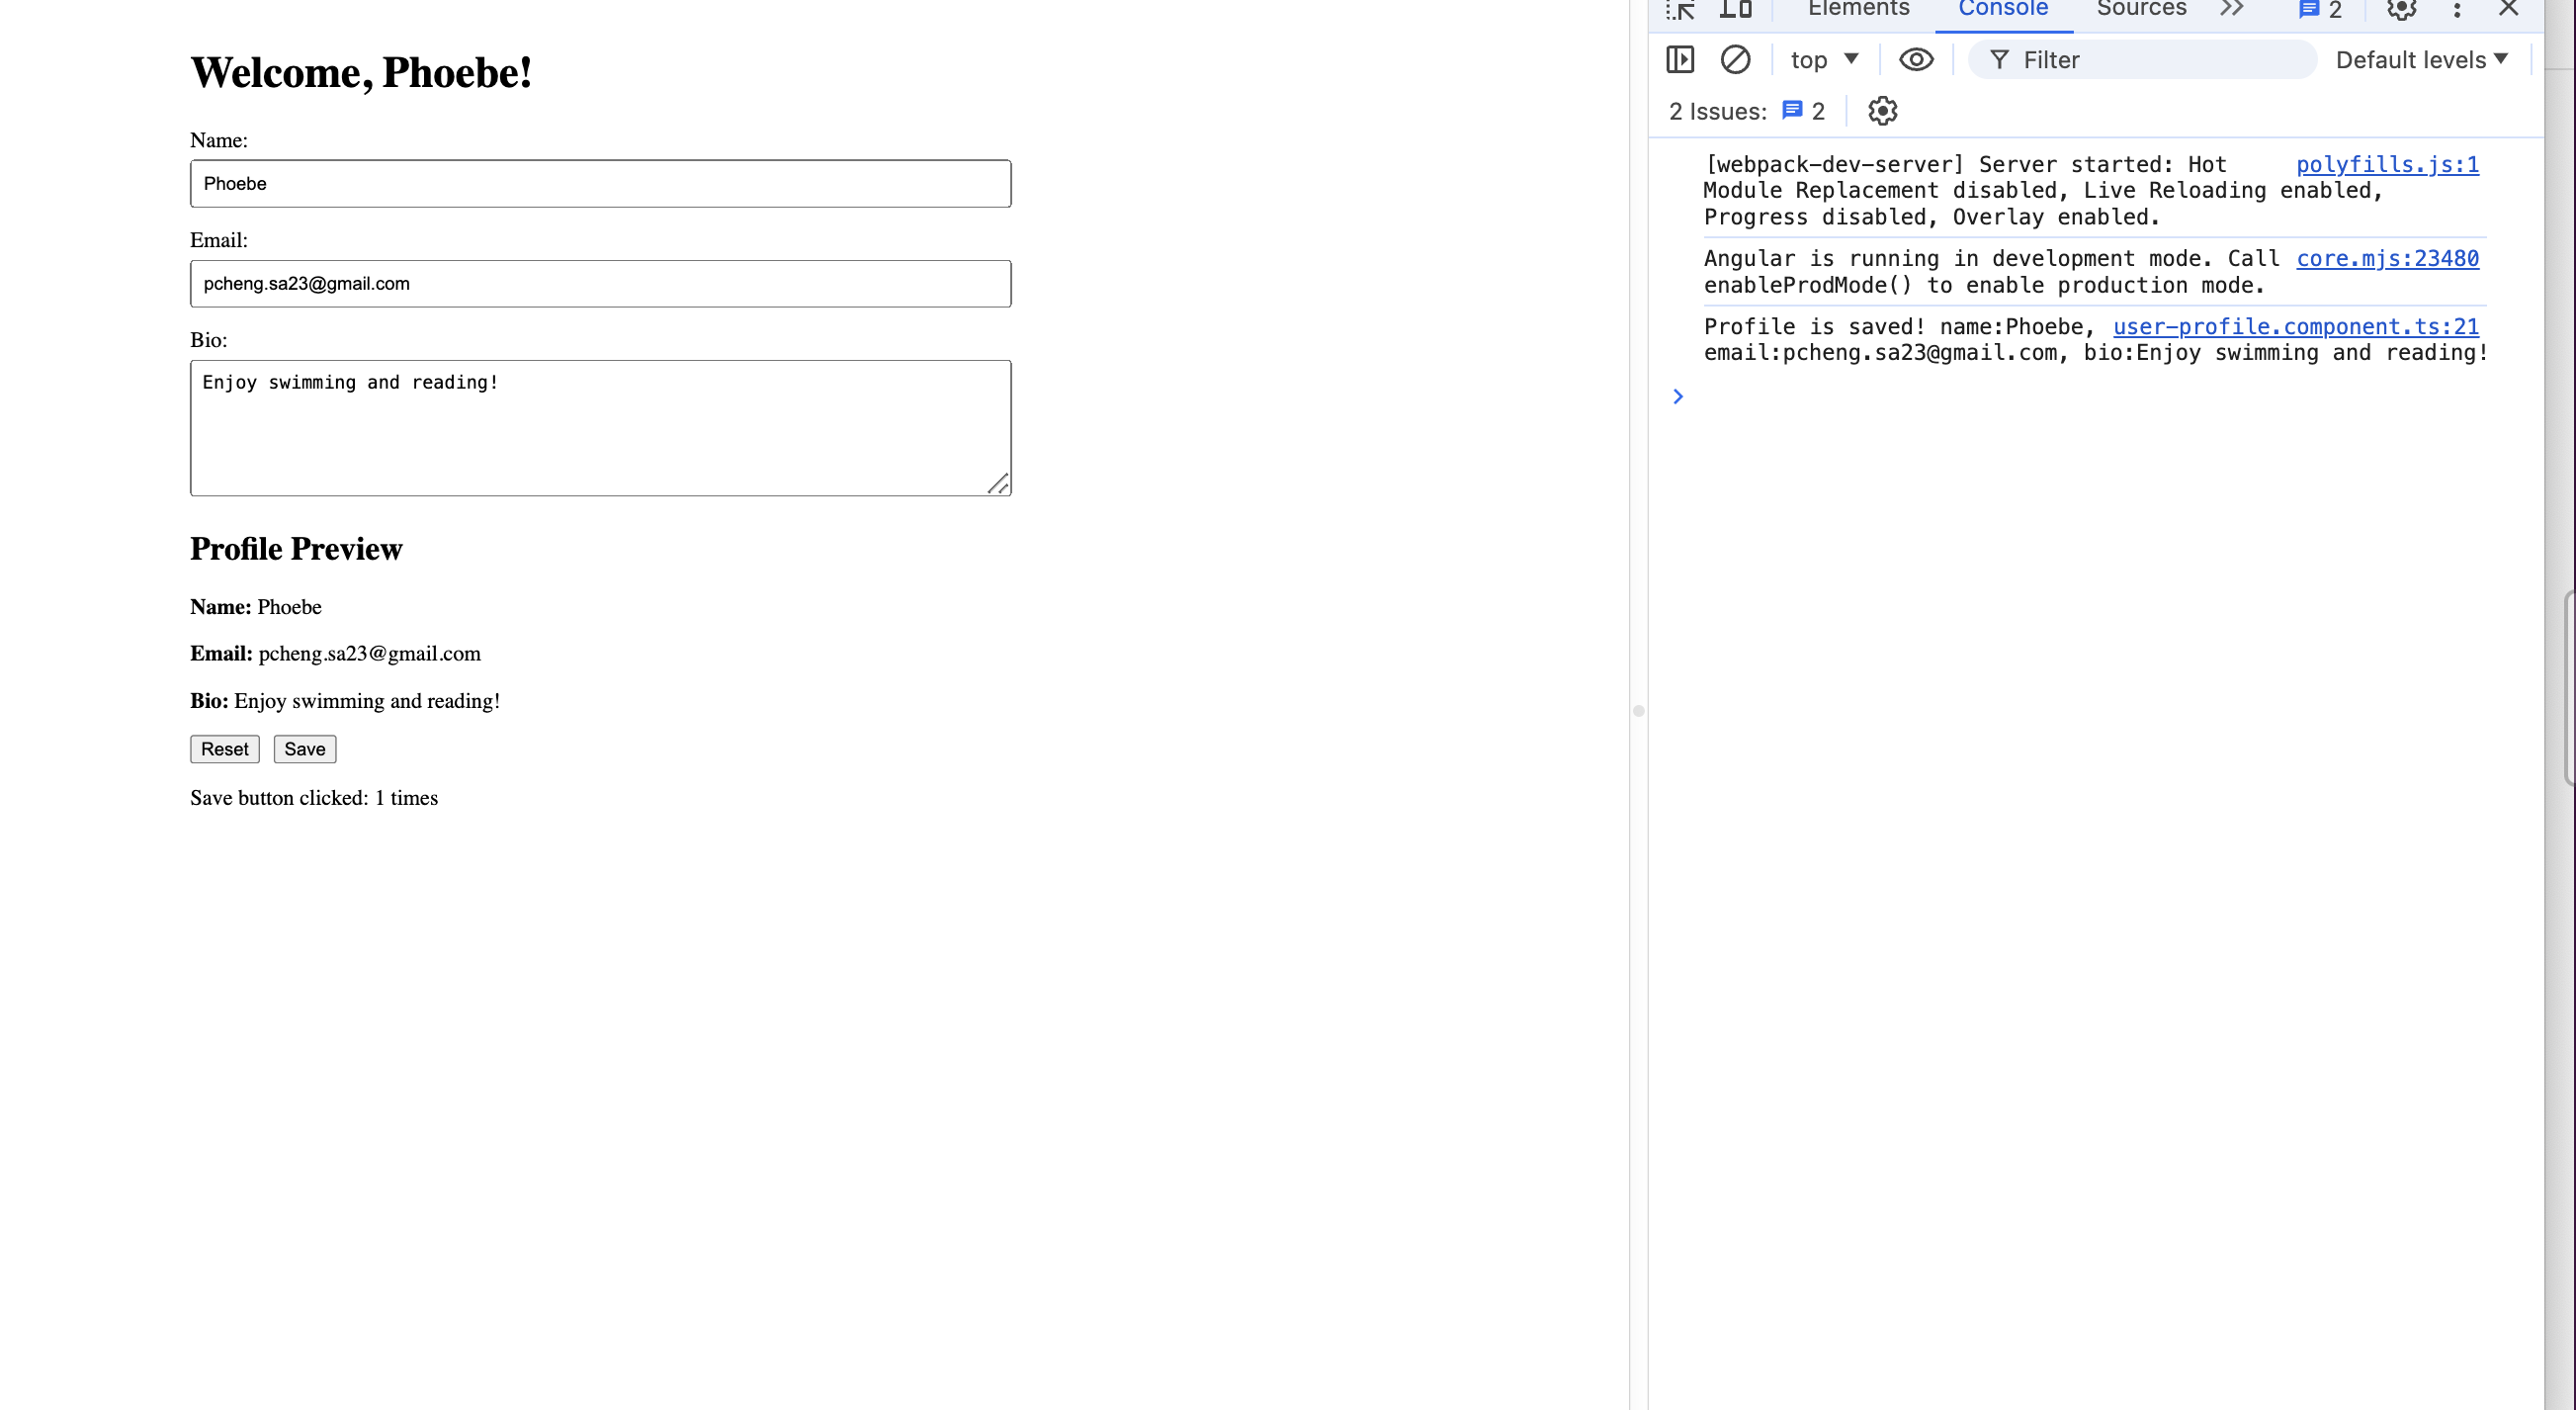 Welcome, Phoebe!
Name:
Phoebe
Email:
pcheng.sa23@gmail.com
Bio:
Enjoy swimming and reading!
Profile Preview
Name: Phoebe
Email: pcheng.sa23@gmail.com
Bio: Enjoy swimming and reading!
Reset Save
Save button clicked: 1 times
Elements Console Sources 2
top Filter Default levels
2 Issues: 2
[webpack-dev-server] Server started: Hot polyfills.js:1
Module Replacement disabled, Live Reloading enabled,
Progress disabled, Overlay enabled.
Angular is running in development mode. Call core.mjs:23480
enableProdMode() to enable production mode.
Profile is saved! name:Phoebe, user-profile.component.ts:21
email:pcheng.sa23@gmail.com, bio:Enjoy swimming and reading!